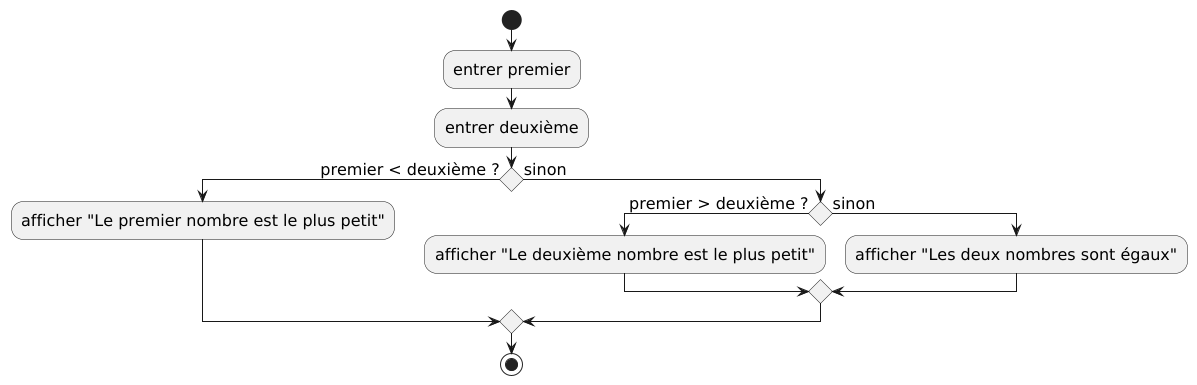 entrer premier
entrer deuxième
premier < deuxième ?
sinon
afficher "Le premier nombre est le plus petit"
premier > deuxième ?
sinon
afficher "Le deuxième nombre est le plus petit"
afficher "Les deux nombres sont égaux"